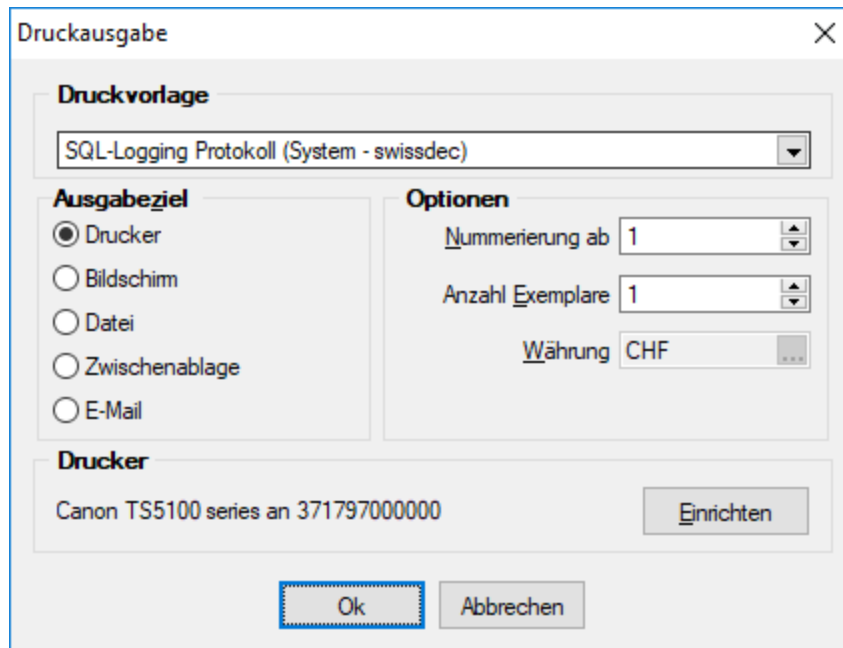 Druckausgabe
Druckvorlage
SQL-Logging Protokoll (System - swissdec)
Ausgabeziel
Drucker
Bildschirm
Datei
Zwischenablage
E-Mail
Optionen
Nummerierung ab 1
Anzahl Exemplare 1
Währung CHF ...
Drucker
Canon TS5100 series an 371797000000
Einrichten
Ok Abbrechen